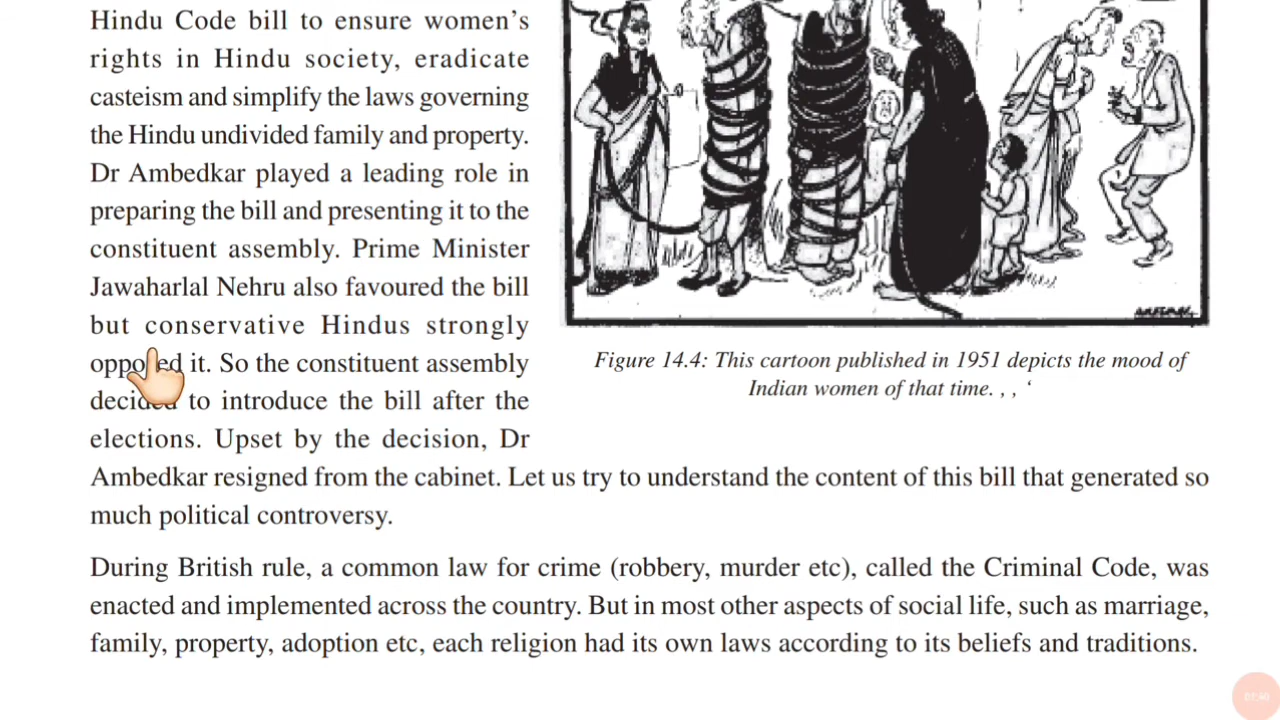 Hindu Code bill to ensure women's
rights in Hindu society, eradicate
casteism and simplify the laws governing
the Hindu undivided family and property.
Dr Ambedkar played a leading role in
preparing the bill and presenting it to the
constituent assembly. Prime Minister
Jawaharlal Nehru also favoured the bill
but conservative Hindus strongly
opposed it. So the constituent assembly
decided to introduce the bill after the
elections. Upset by the decision, Dr
Figure 14.4: This cartoon published in 1951 depicts the mood of
Indian women of that time. , , ‘
Ambedkar resigned from the cabinet. Let us try to understand the content of this bill that generated so
much political controversy.
During British rule, a common law for crime (robbery, murder etc), called the Criminal Code, was
enacted and implemented across the country. But in most other aspects of social life, such as marriage,
family, property, adoption etc, each religion had its own laws according to its beliefs and traditions.